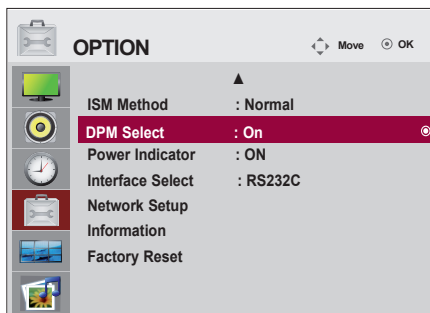 OPTION Move OK
ISM Method : Normal
DPM Select : On
Power Indicator : ON
Interface Select : RS232C
Network Setup
Information
Factory Reset